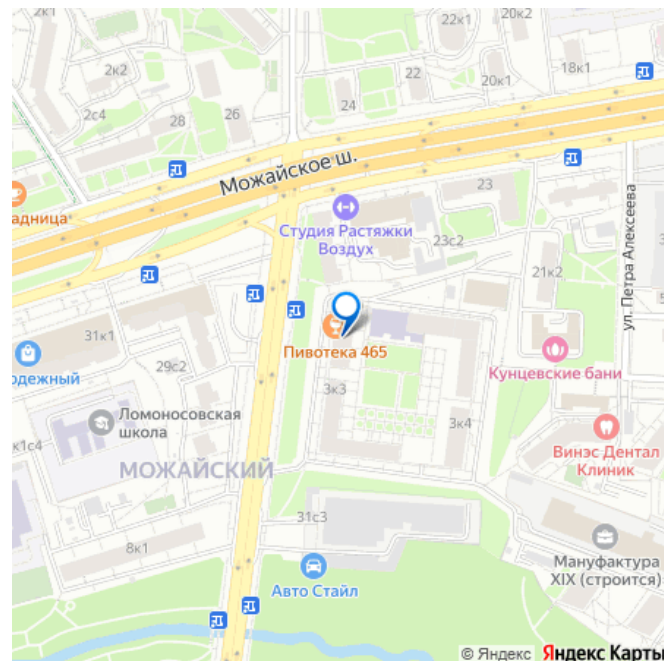 22к1
20к2
2к2
22
20к1
18к1
24
2с4
28
26
Можайское ш.
адница
Студия Растяжки
Воздух
23
23с2
ул. Петра Алексеева
21к2
31к1
одежный
29с2
Пивотека 465
Кунцевские бани
3к3
к1с4
Ломоносовская
школа
3к4
МОЖАЙСКИЙ
Винэс Дентал
Клиник
31с3
8к1
Мануфактура
XIX (строится)
Авто Стайл
© Яндекс Яндекс Карты